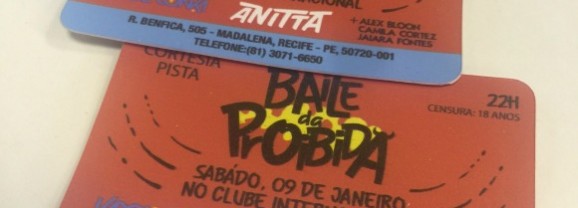 ANITTA
+ ALEX BLOON
CAMILA CORTEZ
JAIARA FONTES
R. BENFICA, 505 - MADALENA, RECIFE - PE, 50720-001
TELEFONE:(81) 3071-6650
CORTESIA
PISTA
BAILE
da
PROIBIDA
22H
CENSURA: 18 ANOS
SÁBADO, 09 DE JANEIRO
NO CLUBE